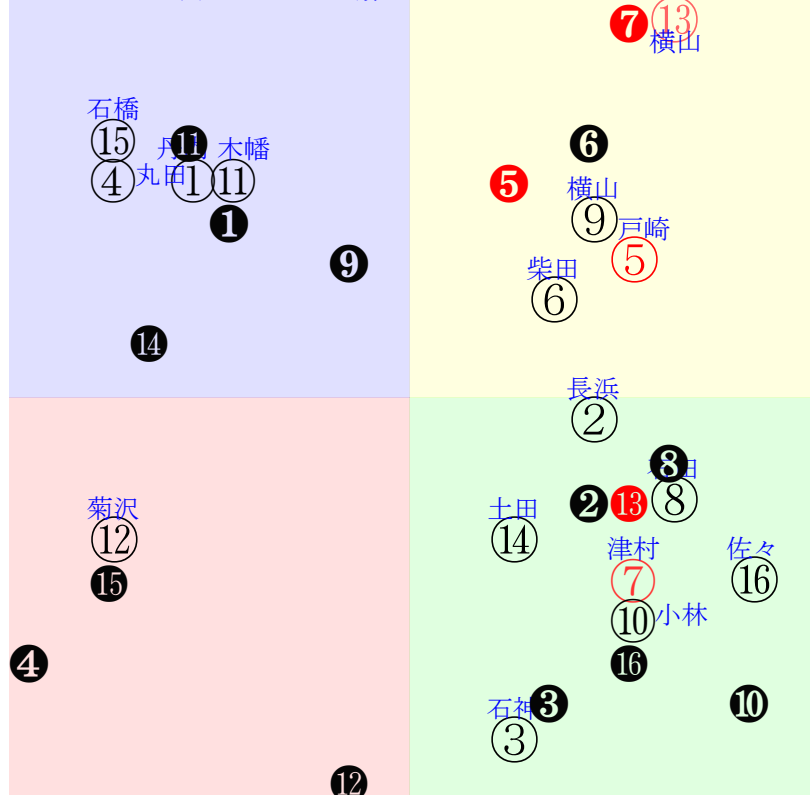 ❼ ⑬
横山
石橋
⑮ ⓫ 木幡 ❻
④ 丸田 ① ⑪ ❺ 横山
❶ ⑨ 戸崎
❾ ⑤
柴田
⑥
⓮
長浜
②
❽
⑧
菊沢 土田 ❷ ⓭
⑫ ⑭ 津村 佐々
⓯ ⑦ ⑯
⑩ 小林
❹ ⓰
石神 ❸ ❿
③
⓬